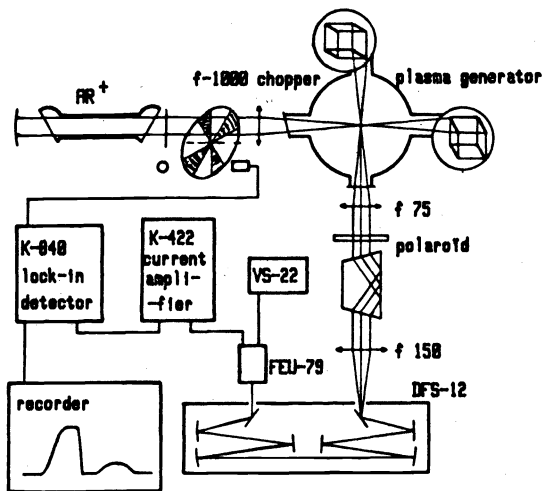 AR+
f-1000 chopper
plasma generator
f 75
polaroid
K-040
lock-in
detector
K-422
current
ampli-
-fier
VS-22
f 150
FEU-79
DFS-12
recorder